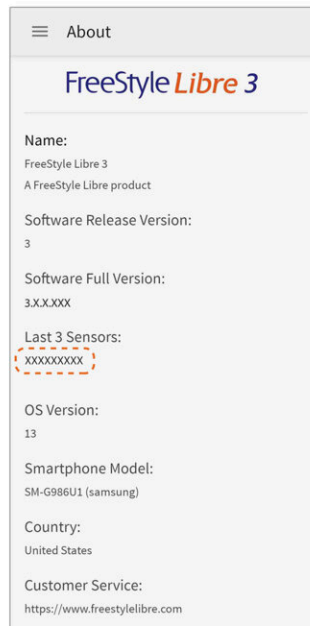 About
FreeStyle Libre 3
Name:
FreeStyle Libre 3
A FreeStyle Libre product
Software Release Version:
3
Software Full Version:
3.X.X.XXX
Last 3 Sensors:
XXXXXXXXX
OS Version:
13
Smartphone Model:
SM-G986U1 (samsung)
Country:
United States
Customer Service:
https://www.freestylelibre.com